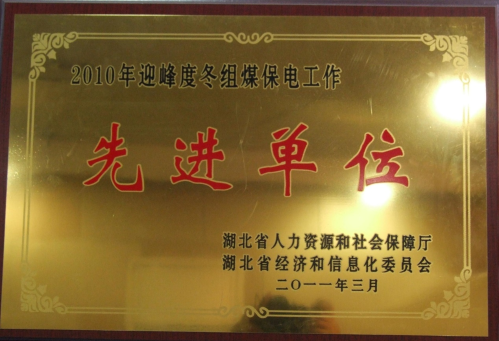 2010年迎峰度冬组煤保电工作
先进单位
湖北省人力资源和社会保障厅
湖北省经济和信息化委员会
二〇一一年三月